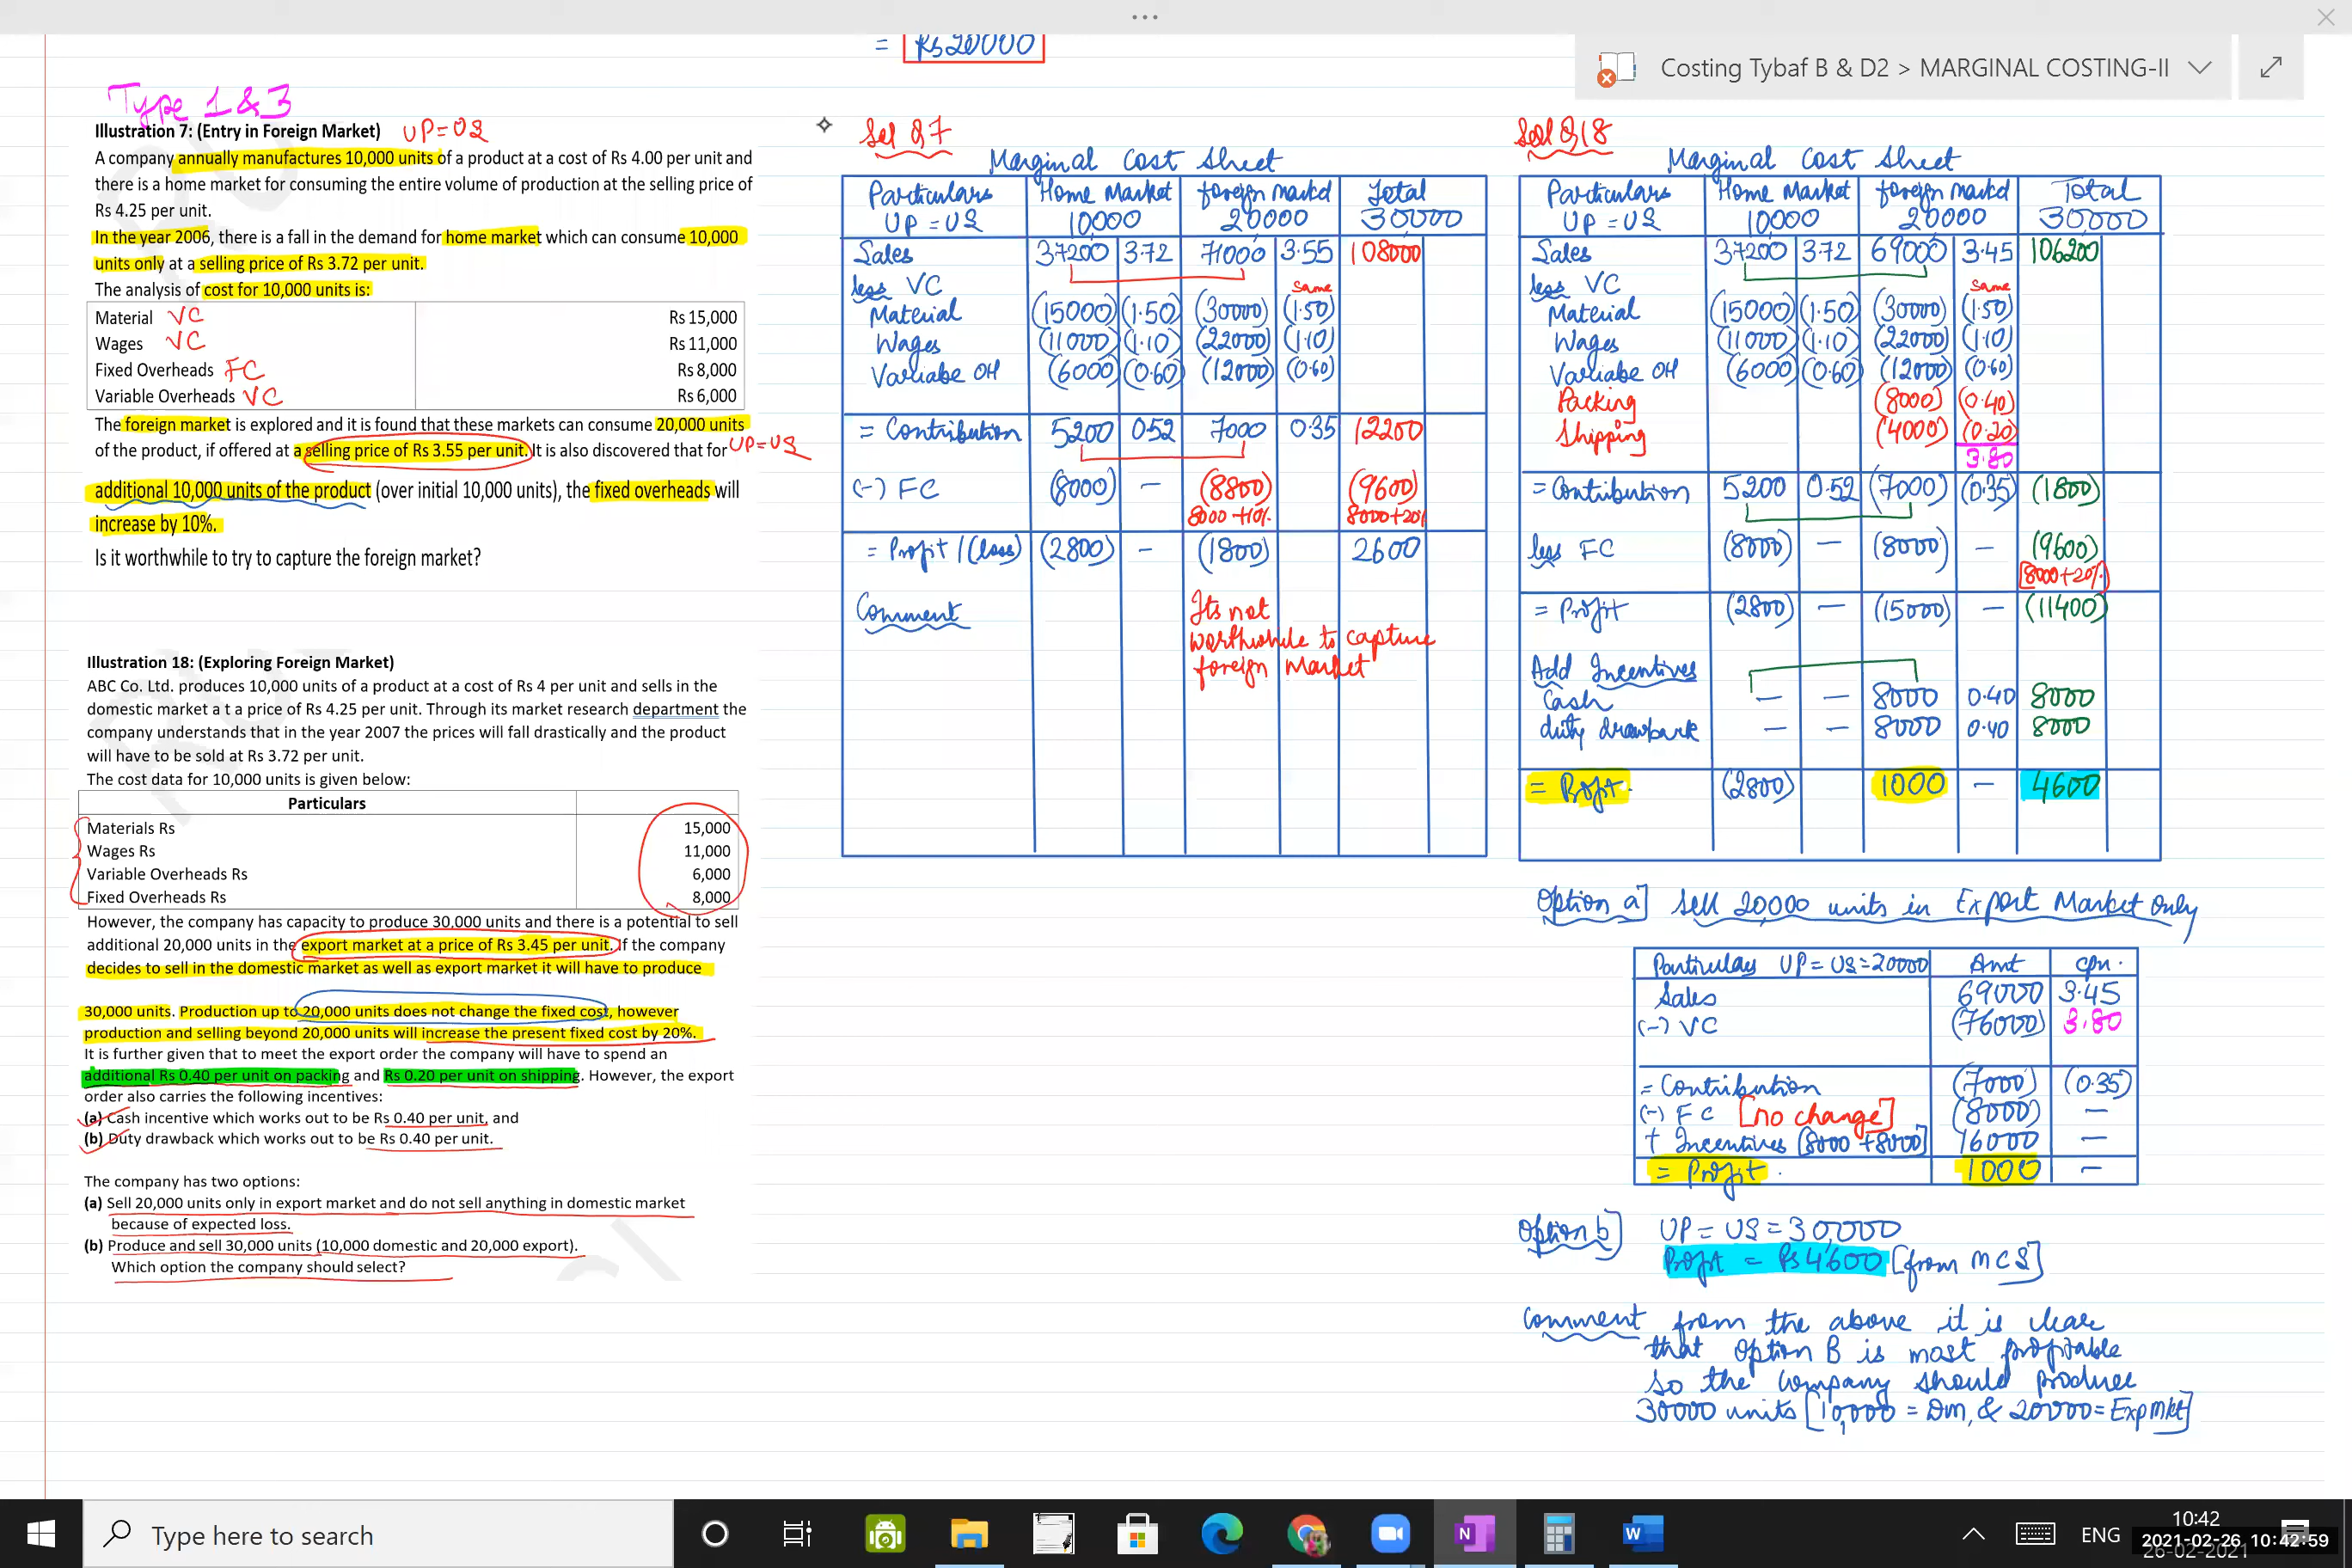 = Rs 20000
Costing Tybaf B & D2 > MARGINAL COSTING-II
Type 1 & 3
Illustration 7: (Entry in Foreign Market) UP=US
A company annually manufactures 10,000 units of a product at a cost of Rs 4.00 per unit and
there is a home market for consuming the entire volume of production at the selling price of
Rs 4.25 per unit.
In the year 2006, there is a fall in the demand for home market which can consume 10,000
units only at a selling price of Rs 3.72 per unit.
The analysis of cost for 10,000 units is:
Material VC Rs 15,000
Wages VC Rs 11,000
Fixed Overheads FC Rs 8,000
Variable Overheads VC Rs 6,000
The foreign market is explored and it is found that these markets can consume 20,000 units
of the product, if offered at a selling price of Rs 3.55 per unit. It is also discovered that for UP=US
additional 10,000 units of the product (over initial 10,000 units), the fixed overheads will
increase by 10%.
Is it worthwhile to try to capture the foreign market?
Illustration 18: (Exploring Foreign Market)
ABC Co. Ltd. produces 10,000 units of a product at a cost of Rs 4 per unit and sells in the
domestic market a t a price of Rs 4.25 per unit. Through its market research department the
company understands that in the year 2007 the prices will fall drastically and the product
will have to be sold at Rs 3.72 per unit.
The cost data for 10,000 units is given below:
Particulars
Materials Rs 15,000
Wages Rs 11,000
Variable Overheads Rs 6,000
Fixed Overheads Rs 8,000
However, the company has capacity to produce 30,000 units and there is a potential to sell
additional 20,000 units in the export market at a price of Rs 3.45 per unit. If the company
decides to sell in the domestic market as well as export market it will have to produce
30,000 units. Production up to 20,000 units does not change the fixed cost, however
production and selling beyond 20,000 units will increase the present fixed cost by 20%.
It is further given that to meet the export order the company will have to spend an
additional Rs 0.40 per unit on packing and Rs 0.20 per unit on shipping. However, the export
order also carries the following incentives:
(a) Cash incentive which works out to be Rs 0.40 per unit, and
(b) Duty drawback which works out to be Rs 0.40 per unit.
The company has two options:
(a) Sell 20,000 units only in export market and do not sell anything in domestic market
because of expected loss.
(b) Produce and sell 30,000 units (10,000 domestic and 20,000 export).
Which option the company should select?
Sol Q 7
Marginal Cost Sheet
Particulars Home Market foreign market Total
UP = US 10,000 20000 30,000
Sales 37200 3.72 71000 3.55 108000
less VC same
Material (15000) (1.50) (30000) (1.50)
Wages (11000) (1.10) (22000) (1.10)
Variabe OH (6000) (0.60) (12000) (0.60)
= Contribution 5200 0.52 7000 0.35 12200
(-) FC (8000) - (8800) (9600)
8000 +10% 8000+20%
= Profit / (loss) (2800) - (1800) 2600
Comment Its not
worthwhile to capture
foreign Market
Sol Q 18
Marginal Cost Sheet
Particulars Home Market foreign market Total
UP = US 10,000 20000 30,000
Sales 37200 3.72 69000 3.45 106200
less VC same
Material (15000) (1.50) (30000) (1.50)
Wages (11000) (1.10) (22000) (1.10)
Variabe OH (6000) (0.60) (12000) (0.60)
Packing (8000) (0.40)
Shipping (4000) (0.20)
3.80
= Contribution 5200 0.52 (7000) (0.35) (1800)
less FC (8000) - (8000) - (9600)
[8000+20%]
= Profit (2800) - (15000) - (11400)
Add Incentives
Cash - - 8000 0.40 8000
duty drawback - - 8000 0.40 8000
= Profit. (2800) 1000 - 4600
Option a] Sell 20,000 units in Export Market only
Particulars UP = US = 20000 Amt cpu.
Sales 69000 3.45
(-) VC (76000) 3.80
= Contribution (7000) (0.35)
(-) FC [no change] (8000) -
+ Incentives [8000 + 8000] 16000 -
= Profit. 1000 -
Option b] UP = US = 30,000
Profit = Rs 4600 [from MCS]
Comment from the above it is clear
that option B is most profitable
so the company should produce
30000 units [10,000 = Dm, & 20000 = Exp Mkt]
Type here to search
ENG
10:42
26-02-2021
2021-02-26 10:42:59